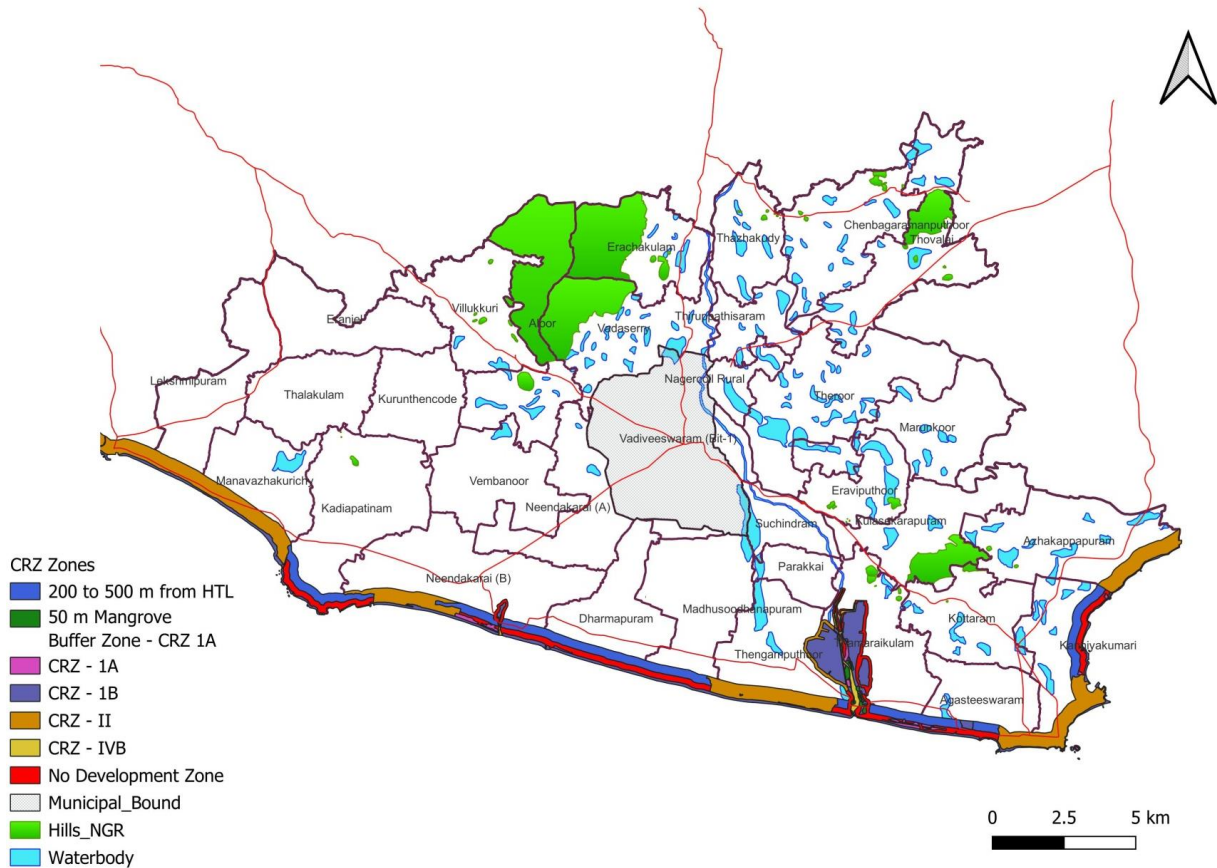 Erachakulam
Thazhakudy
Chenbagaramanputhoor
Thovalai
Villukkuri
Eraniel
Aloor
Vadaserry
Thiruppathisaram
Lekshmipuram
Thalakulam
Kurunthencode
Nagercoil Rural
Theroor
Marunkoor
Vadiveeswaram (Bit-1)
Manavazhakurichy
Kadiapatinam
Vembanoor
Neendakarai (A)
Eraviputhoor
Suchindram
Kulasekarapuram
Azhakappapuram
Neendakarai (B)
Parakkai
Dharmapuram
Madhusoodhanapuram
Kottaram
Thengamputhoor
Kanniyakumari
Agasteeswaram
CRZ Zones
200 to 500 m from HTL
50 m Mangrove
Buffer Zone - CRZ 1A
CRZ - 1A
CRZ - 1B
CRZ - II
CRZ - IVB
No Development Zone
Municipal_Bound
Hills_NGR
Waterbody
0 2.5 5 km